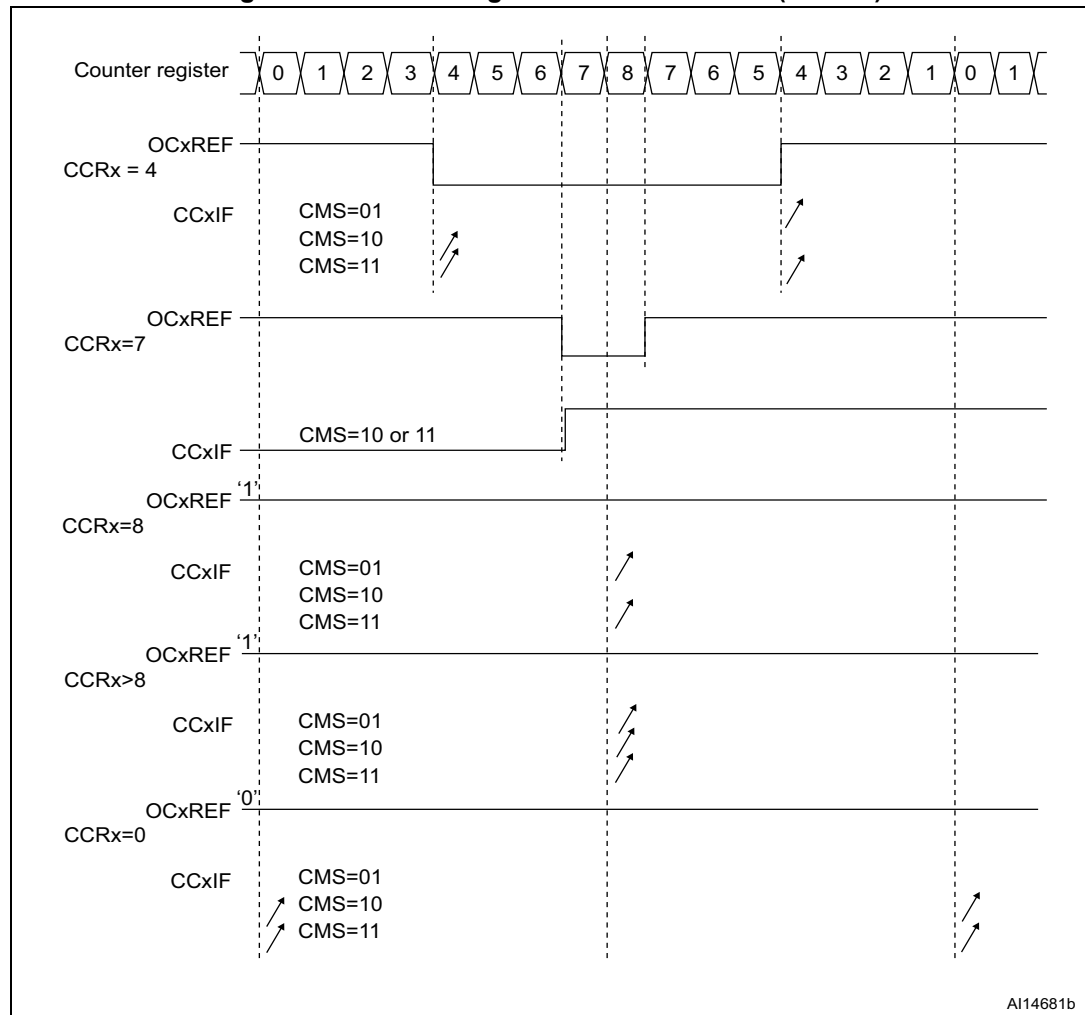 Counter register 0 1 2 3 4 5 6 7 8 7 6 5 4 3 2 1 0 1
OCxREF
CCRx = 4
CCxIF CMS=01
CMS=10
CMS=11
OCxREF
CCRx=7
CMS=10 or 11
CCxIF
OCxREF '1'
CCRx=8
CCxIF CMS=01
CMS=10
CMS=11
OCxREF '1'
CCRx>8
CCxIF CMS=01
CMS=10
CMS=11
OCxREF '0'
CCRx=0
CCxIF CMS=01
CMS=10
CMS=11
AI14681b